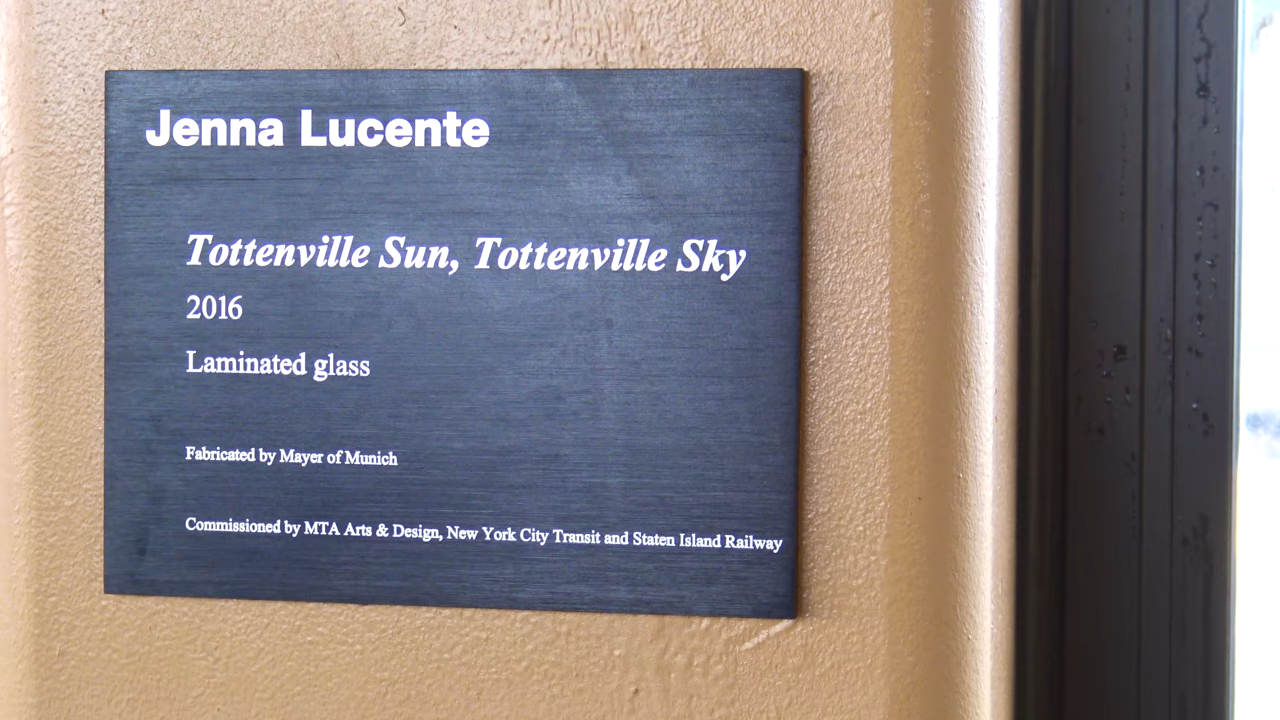 Jenna Lucente
Tottenville Sun, Tottenville Sky
2016
Laminated glass
Fabricated by Mayer of Munich
Commissioned by MTA Arts & Design, New York City Transit and Staten Island Railway